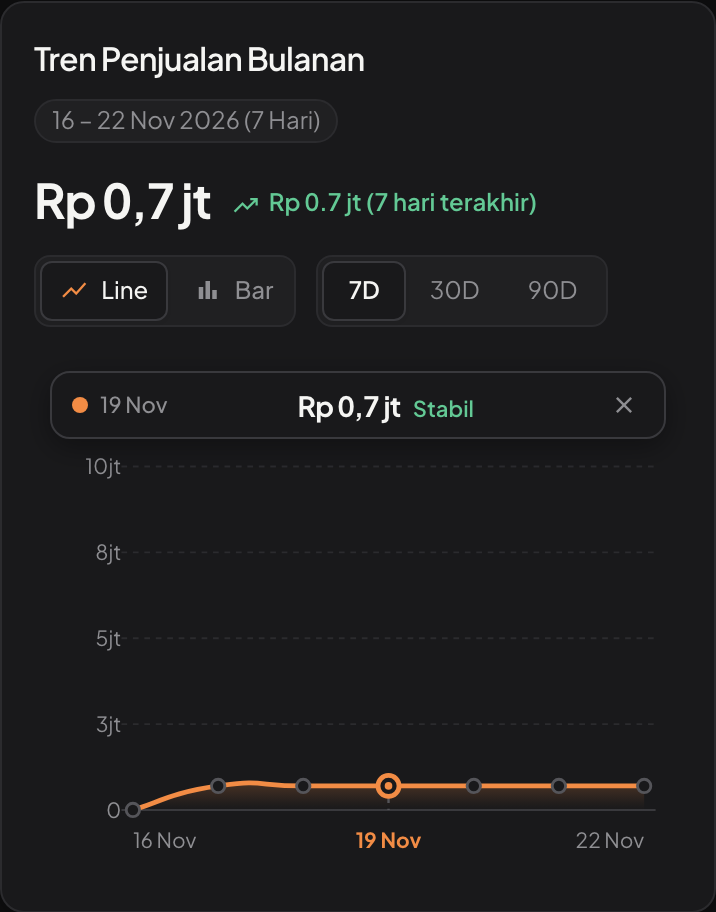 Tren Penjualan Bulanan
16 – 22 Nov 2026 (7 Hari)
Rp 0,7 jt Rp 0.7 jt (7 hari terakhir)
Line Bar 7D 30D 90D
19 Nov Rp 0,7 jt Stabil
10jt
8jt
5jt
3jt
0
16 Nov 19 Nov 22 Nov